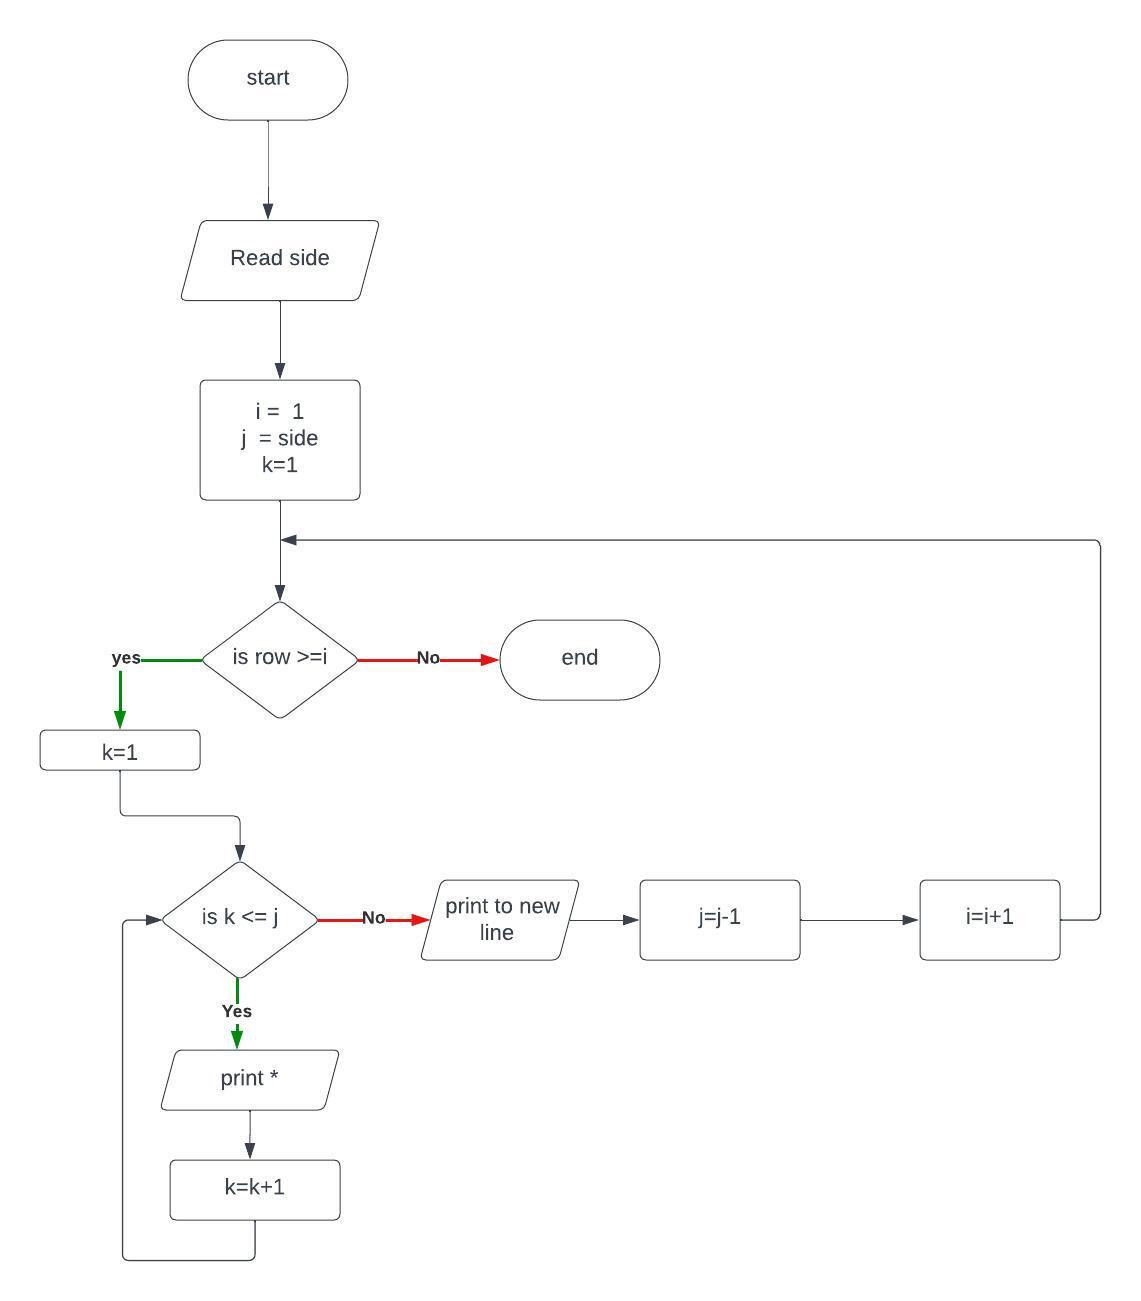 start
Read side
i =  1
j  = side
k=1
is row >=i
yes
No
end
k=1
is k <= j
No
print to new
line
j=j-1
i=i+1
Yes
print *
k=k+1